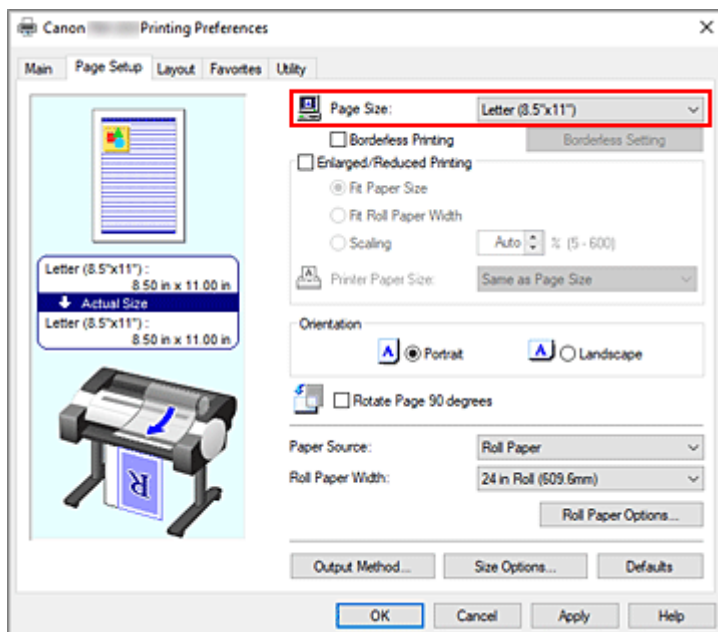 Canon Printing Preferences
Main Page Setup Layout Favorites Utility
Page Size: Letter (8.5"x11")
Borderless Printing Borderless Setting
Enlarged/Reduced Printing
Fit Paper Size
Fit Roll Paper Width
Scaling Auto % (5 - 600)
Printer Paper Size: Same as Page Size
Letter (8.5"x11") :
8.50 in x 11.00 in
Actual Size
Letter (8.5"x11") :
8.50 in x 11.00 in
Orientation
A Portrait A Landscape
Rotate Page 90 degrees
R
Paper Source: Roll Paper
Roll Paper Width: 24 in Roll (609.6mm)
Roll Paper Options...
Output Method... Size Options... Defaults
OK Cancel Apply Help